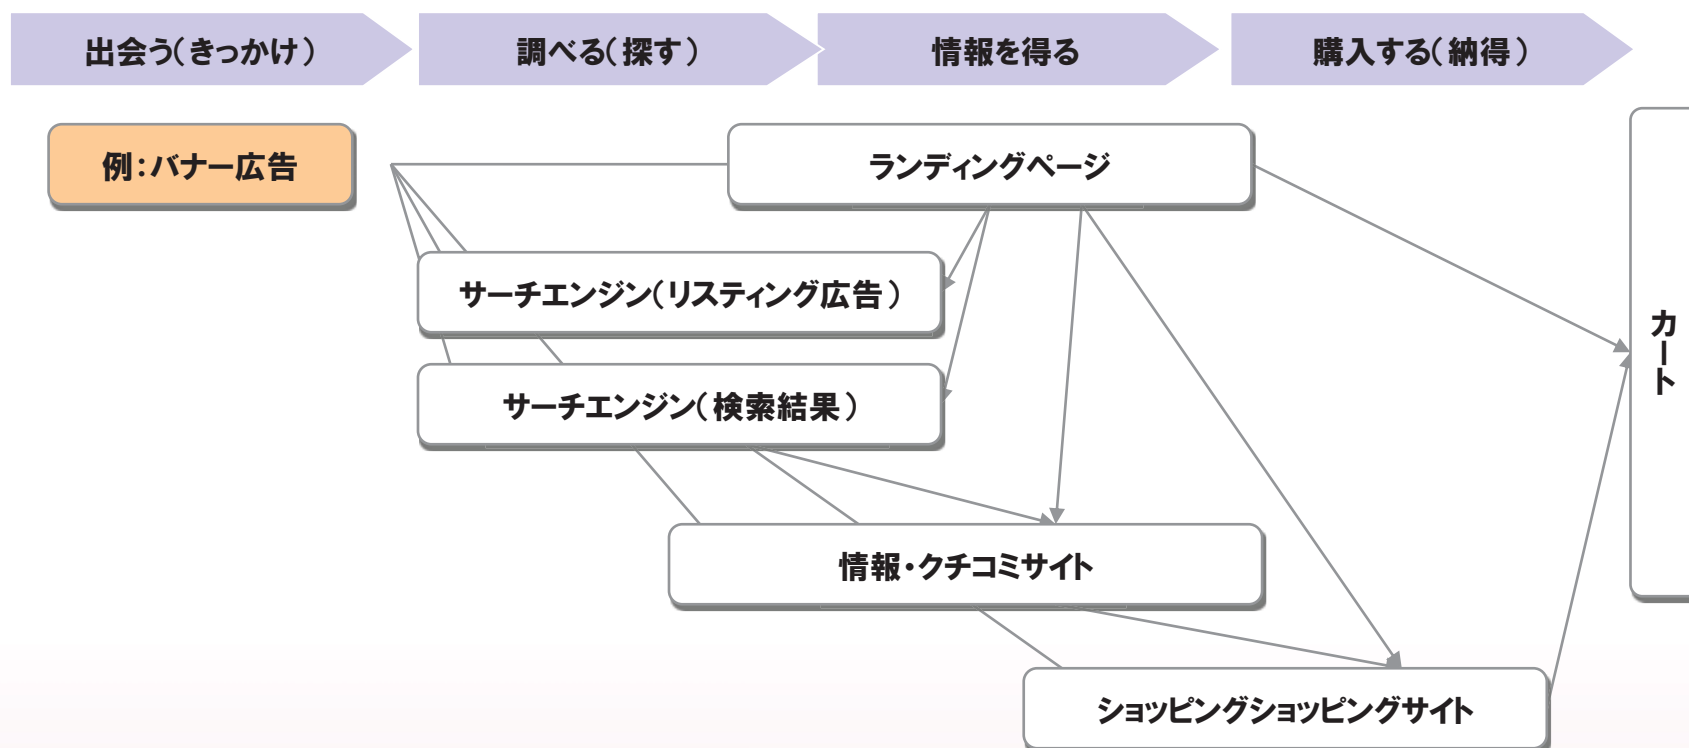 出会う(きっかけ)
調べる(探す)
情報を得る
購入する(納得)
例：バナー広告
ランディングページ
サーチエンジン(リスティング広告)
サーチエンジン(検索結果)
カート
情報・クチコミサイト
ショッピングショッピングサイト